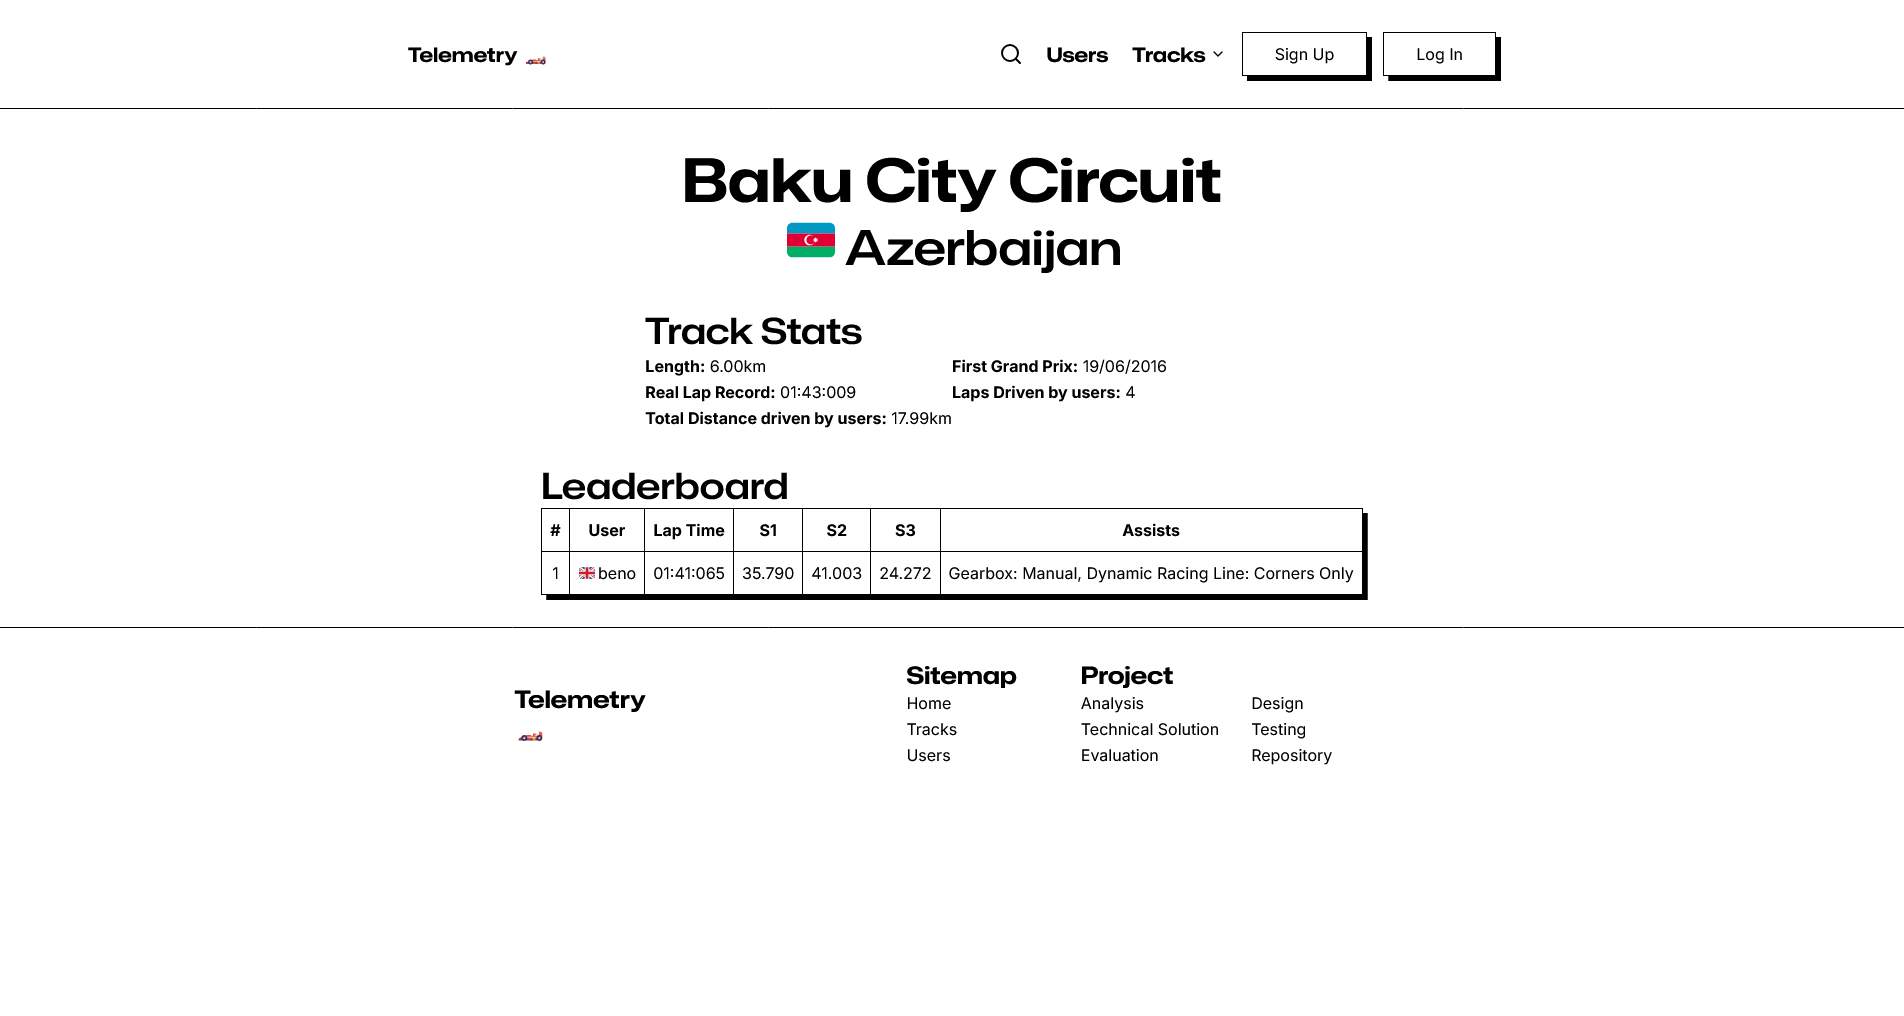 Telemetry
Users Tracks Sign Up Log In
Baku City Circuit
Azerbaijan
Track Stats
Length: 6.00km First Grand Prix: 19/06/2016
Real Lap Record: 01:43:009 Laps Driven by users: 4
Total Distance driven by users: 17.99km
Leaderboard
# User Lap Time S1 S2 S3 Assists
1 beno 01:41:065 35.790 41.003 24.272 Gearbox: Manual, Dynamic Racing Line: Corners Only
Telemetry
Sitemap
Home
Tracks
Users
Project
Analysis Design
Technical Solution Testing
Evaluation Repository